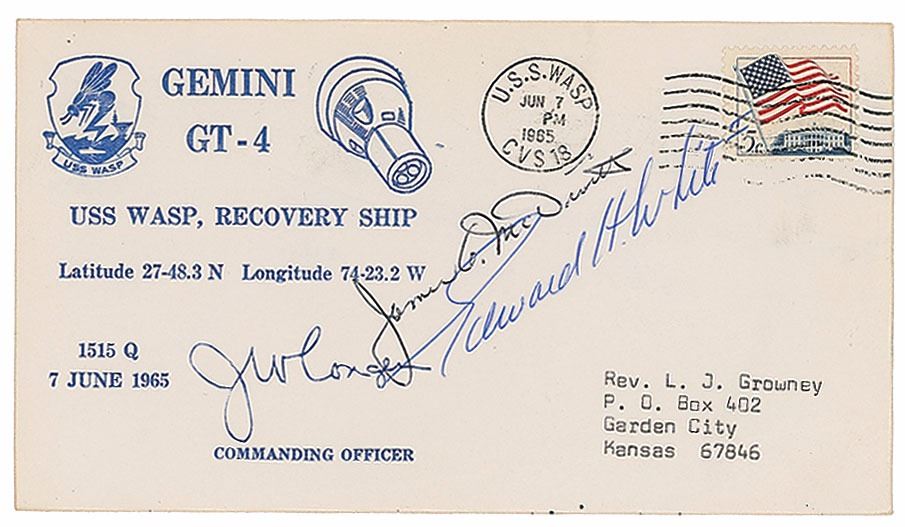 GEMINI
GT-4
USS WASP
USS WASP, RECOVERY SHIP
Latitude 27-48.3 N Longitude 74-23.2 W
1515 Q
7 JUNE 1965
COMMANDING OFFICER
U.S.S. WASP
JUN 7
PM
1965
CVS 18
5c
James A. McDivitt
Edward H. White II
J W Conger
Rev. L. J. Growney
P. O. Box 402
Garden City
Kansas 67846